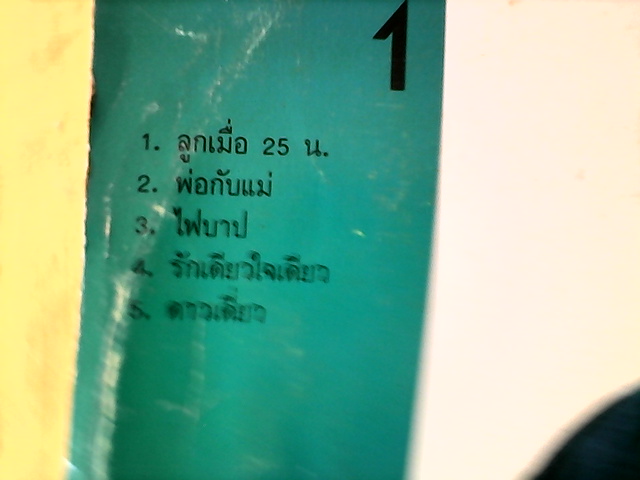 1
1. ลูกเมื่อ 25 น.
2. พ่อกับแม่
3. ไฟบาป
4. รักเดียวใจเดียว
5. ดาวเดี่ยว